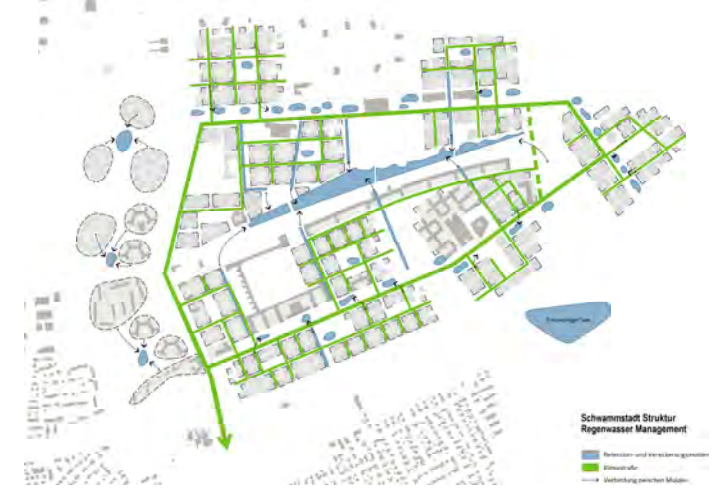 Schwammstadt Struktur
Regenwasser Management
Retention- und Versickerungsmulden
Klimastraße
Verbindung zwischen Mulden